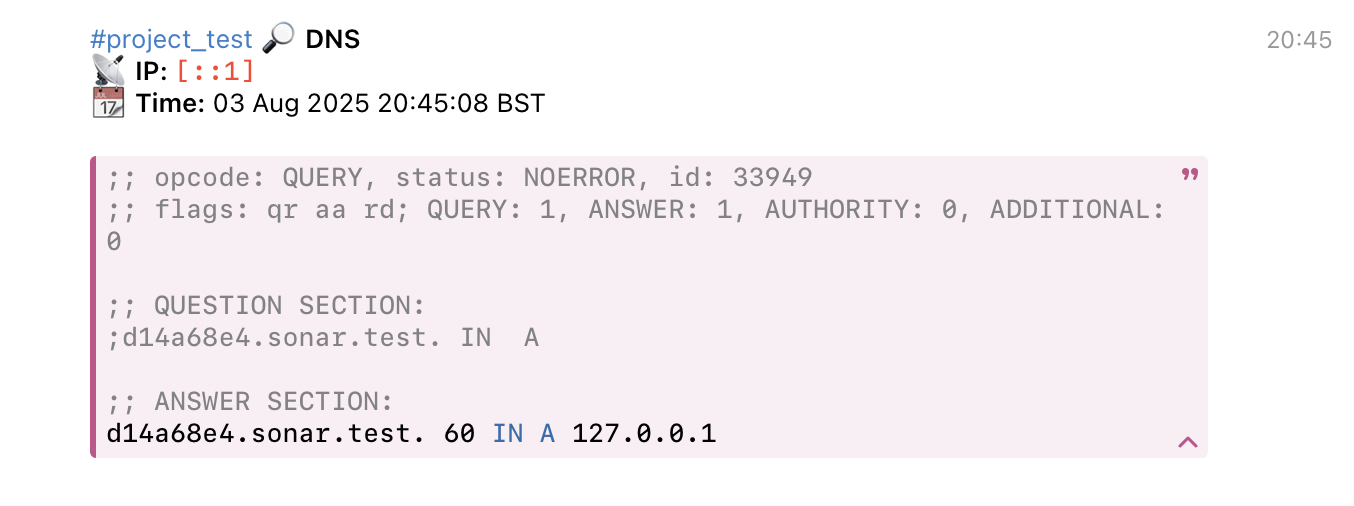 #project_test 🔎 DNS
20:45
📡 IP: [::1]
📅 Time: 03 Aug 2025 20:45:08 BST
;; opcode: QUERY, status: NOERROR, id: 33949
;; flags: qr aa rd; QUERY: 1, ANSWER: 1, AUTHORITY: 0, ADDITIONAL:
0
;; QUESTION SECTION:
;d14a68e4.sonar.test. IN  A
;; ANSWER SECTION:
d14a68e4.sonar.test. 60 IN A 127.0.0.1